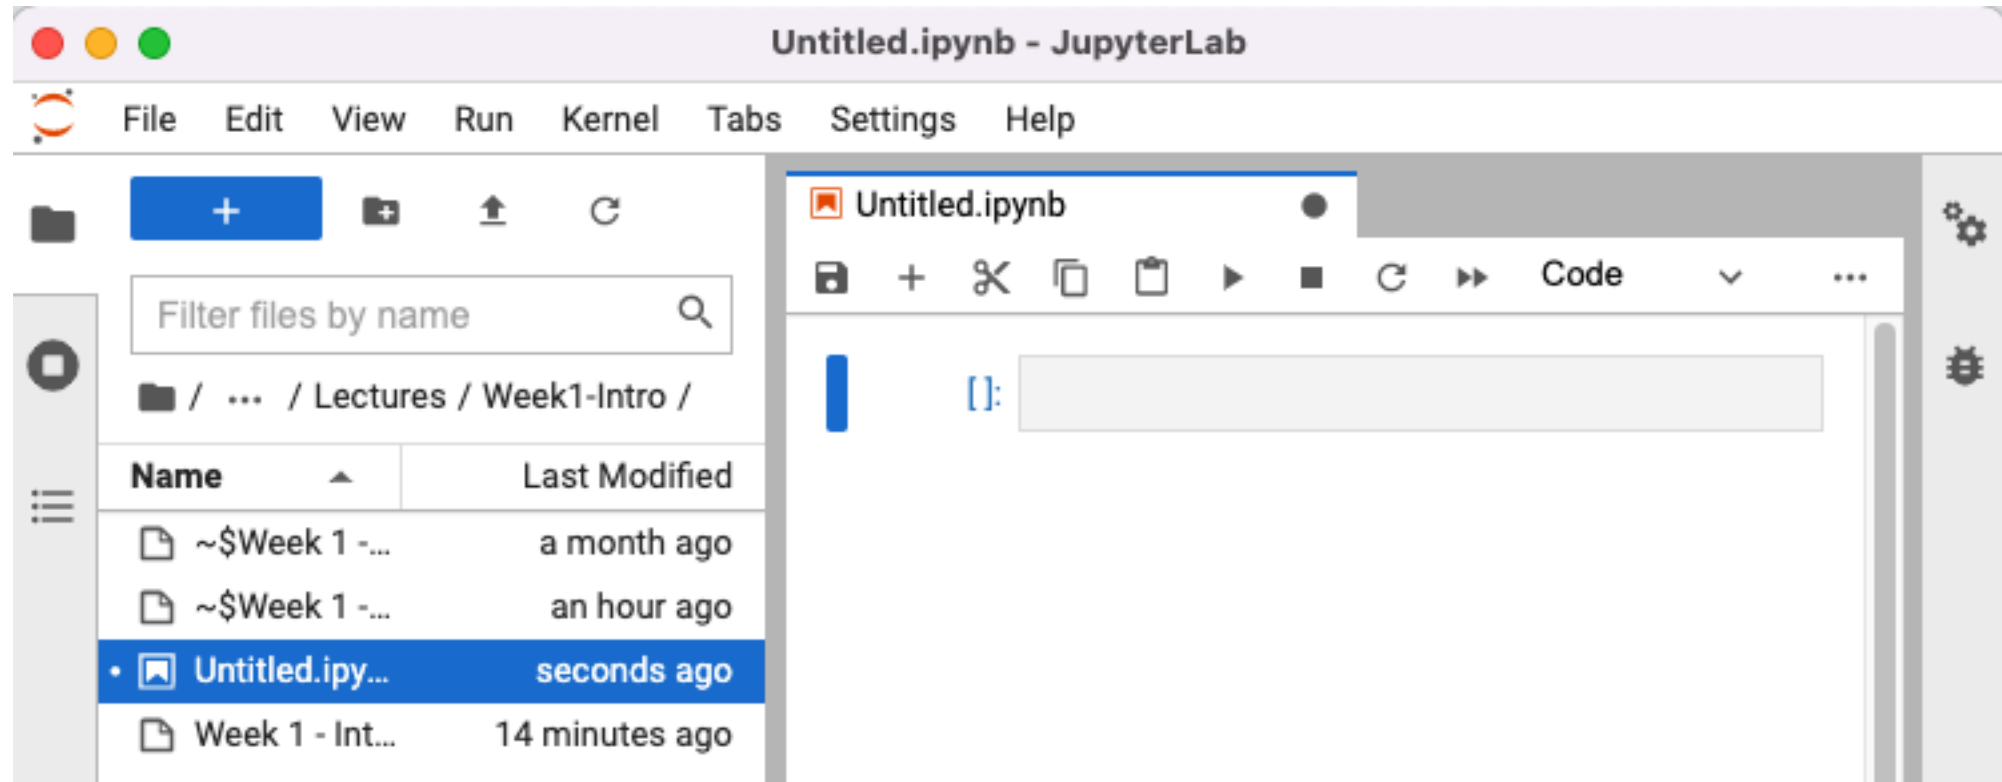 Untitled.ipynb - JupyterLab
File Edit View Run Kernel Tabs Settings Help
Untitled.ipynb
Code
Filter files by name
/ ... / Lectures / Week1-Intro /
[ ]:
Name Last Modified
~$Week 1 -... a month ago
~$Week 1 -... an hour ago
Untitled.ipy... seconds ago
Week 1 - Int... 14 minutes ago